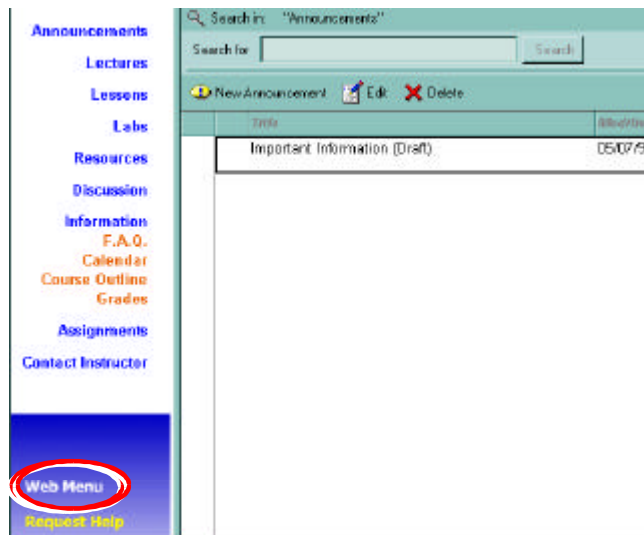 Announcements
Lectures
Lessons
Labs
Resources
Discussion
Information
F.A.Q.
Calendar
Course Outline
Grades
Assignments
Contact Instructor
Web Menu
Request Help
Search in: "Announcements"
Search for
Search
New Announcement Edit Delete
Title
Important Information (Draft) 05/07/9